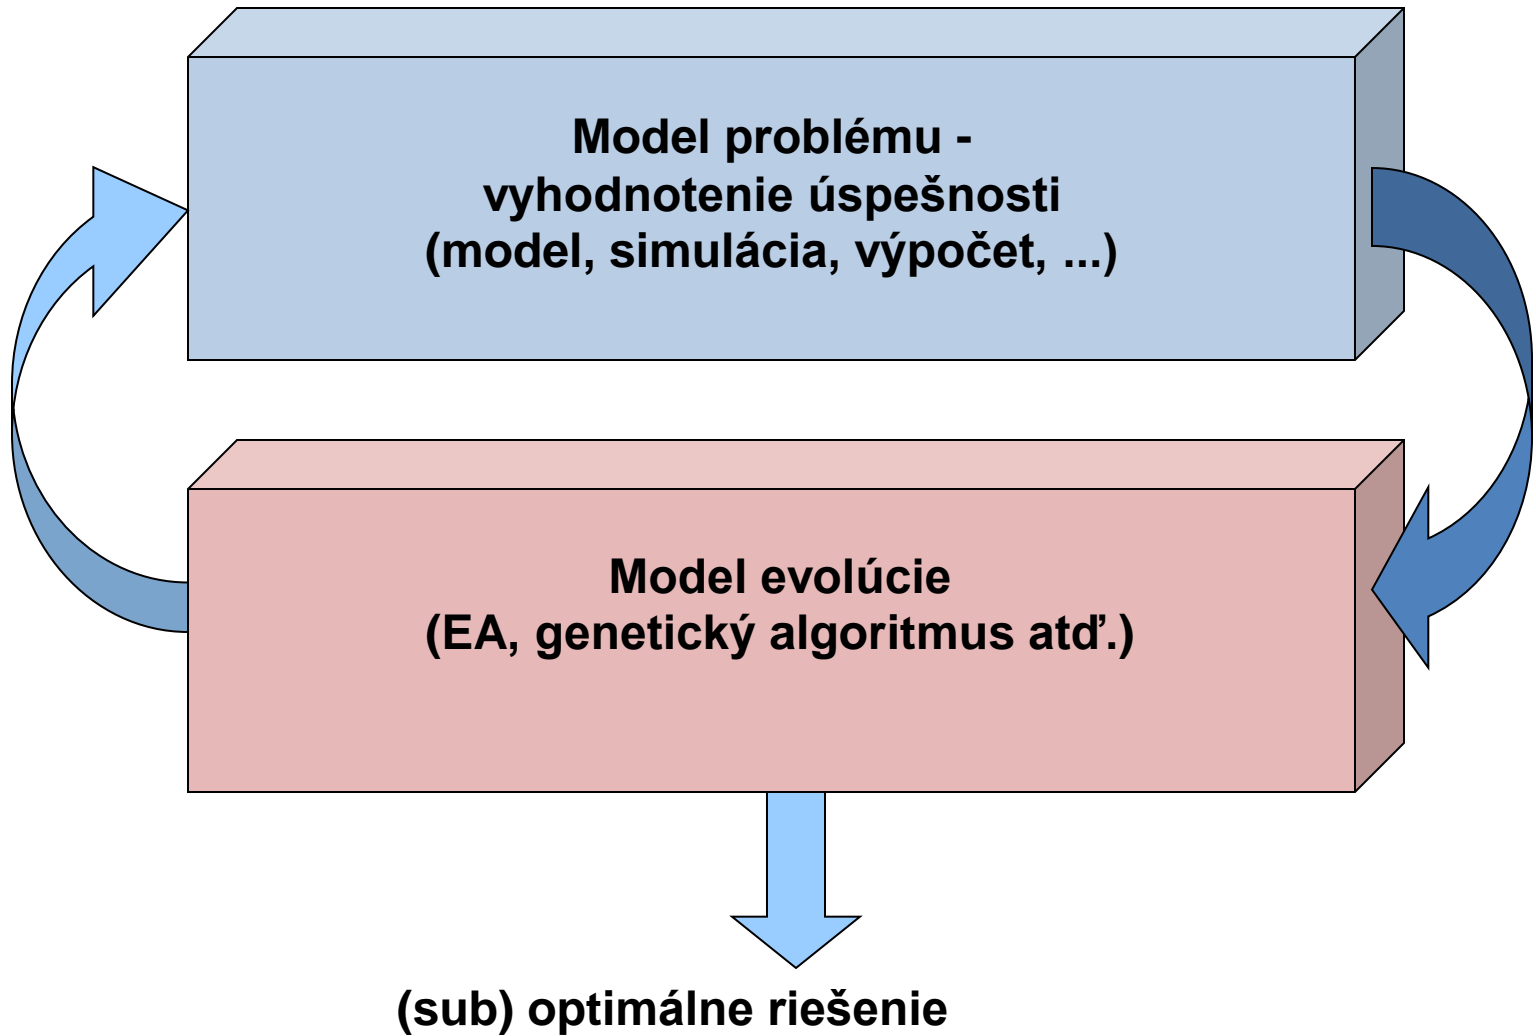 Model problému -
vyhodnotenie úspešnosti
(model, simulácia, výpočet, ...)
Model evolúcie
(EA, genetický algoritmus atď.)
(sub) optimálne riešenie